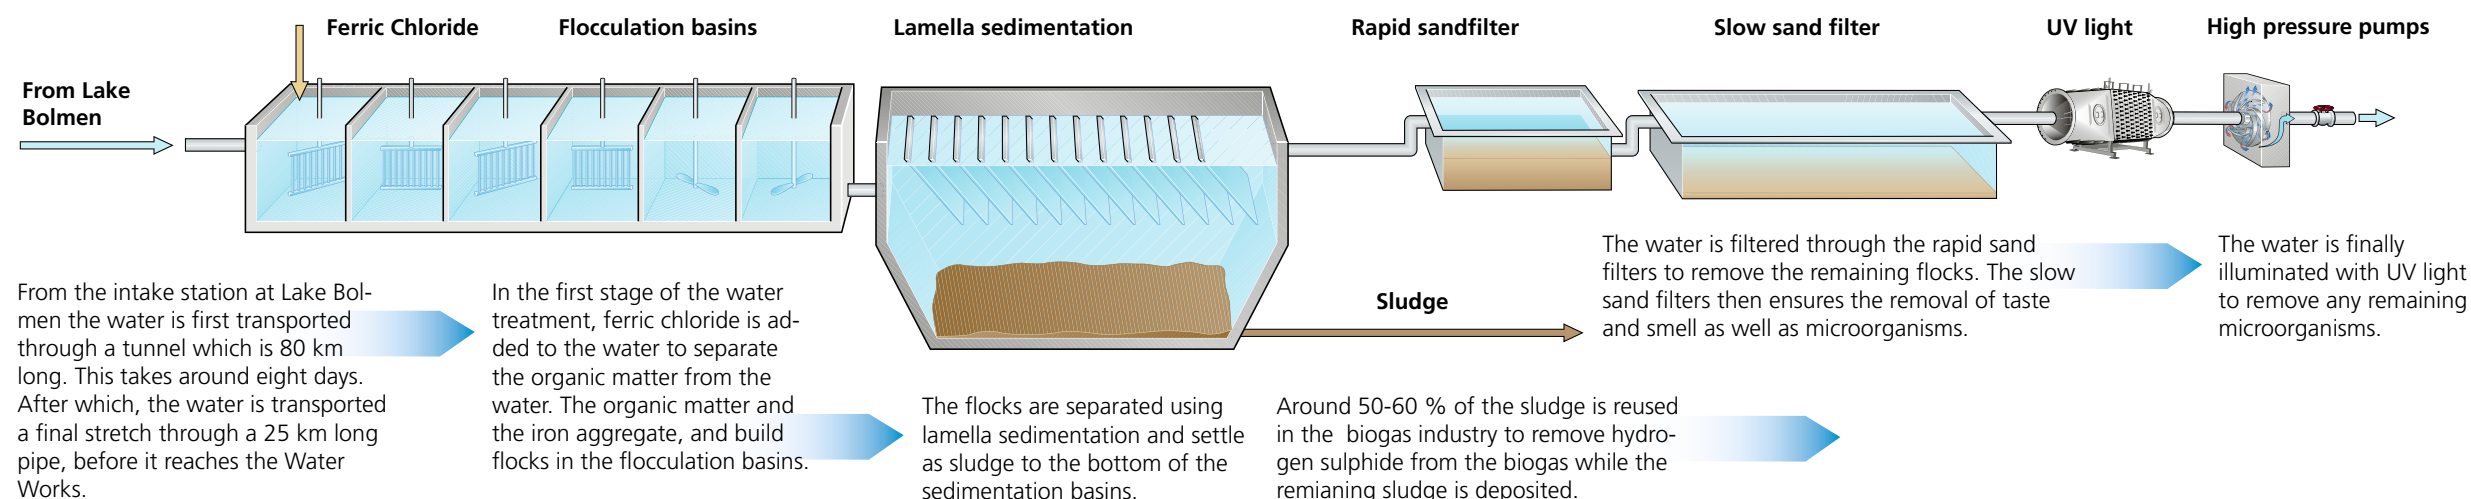 Ferric Chloride
Flocculation basins
Lamella sedimentation
Rapid sandfilter
Slow sand filter
UV light
High pressure pumps
From Lake
Bolmen
From the intake station at Lake Bol-
men the water is first transported
through a tunnel which is 80 km
long. This takes around eight days.
After which, the water is transported
a final stretch through a 25 km long
pipe, before it reaches the Water
Works.
In the first stage of the water
treatment, ferric chloride is ad-
ded to the water to separate
the organic matter from the
water. The organic matter and
the iron aggregate, and build
flocks in the flocculation basins.
The flocks are separated using
lamella sedimentation and settle
as sludge to the bottom of the
sedimentation basins.
Sludge
Around 50-60 % of the sludge is reused
in the biogas industry to remove hydro-
gen sulphide from the biogas while the
remianing sludge is deposited.
The water is filtered through the rapid sand
filters to remove the remaining flocks. The slow
sand filters then ensures the removal of taste
and smell as well as microorganisms.
The water is finally
illuminated with UV light
to remove any remaining
microorganisms.